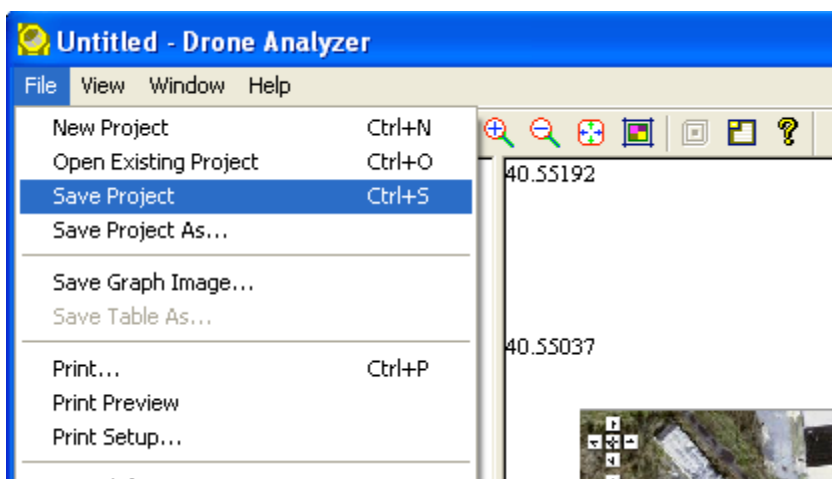 Untitled - Drone Analyzer
File View Window Help
New Project Ctrl+N
Open Existing Project Ctrl+O
Save Project Ctrl+S
Save Project As...
Save Graph Image...
Save Table As...
Print... Ctrl+P
Print Preview
Print Setup...
40.55192
40.55037